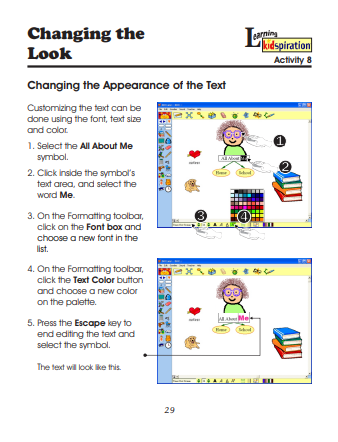 Changing the
Look
Learning
kidspiration
Activity 8
Changing the Appearance of the Text
Customizing the text can be
done using the font, text size
and color.
1. Select the All About Me
symbol.
2. Click inside the symbol's
text area, and select the
word Me.
3. On the Formatting toolbar,
click on the Font box and
choose a new font in the
list.
4. On the Formatting toolbar,
click the Text Color button
and choose a new color
on the palette.
5. Press the Escape key to
end editing the text and
select the symbol.
The text will look like this.
1
All About Me
2
Home
School
3
4
All About Me
Home
School
29